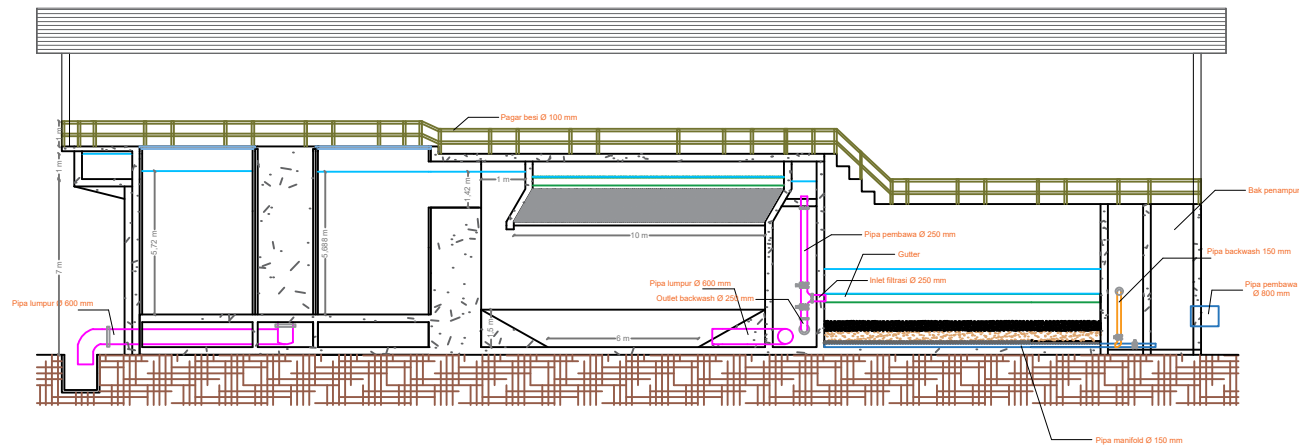 Pagar besi Ø 100 mm
1 m
1 m
7 m
5,72 m
5,688 m
1,42 m
1 m
10 m
Bak penampur
Pipa pembawa Ø 250 mm
Gutter
Pipa backwash 150 mm
Inlet filtrasi Ø 250 mm
Pipa lumpur Ø 600 mm
Pipa pembawa
Ø 800 mm
Outlet backwash Ø 250 mm
Pipa lumpur Ø 600 mm
1,5 m
6 m
Pipa manifold Ø 150 mm